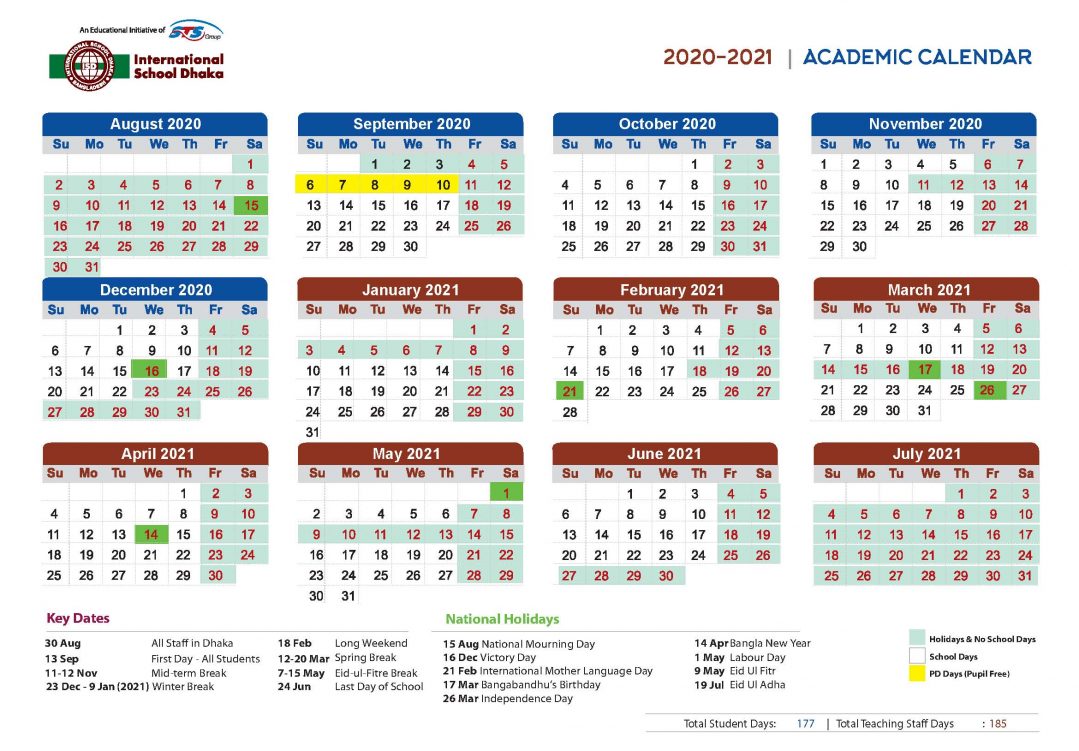 An Educational Initiative of STS Group
INTERNATIONAL SCHOOL DHAKA
ISD
BANGLADESH
International
School Dhaka
2020-2021 | ACADEMIC CALENDAR
August 2020
Su Mo Tu We Th Fr Sa
1
2 3 4 5 6 7 8
9 10 11 12 13 14 15
16 17 18 19 20 21 22
23 24 25 26 27 28 29
30 31
September 2020
Su Mo Tu We Th Fr Sa
1 2 3 4 5
6 7 8 9 10 11 12
13 14 15 16 17 18 19
20 21 22 23 24 25 26
27 28 29 30
October 2020
Su Mo Tu We Th Fr Sa
1 2 3
4 5 6 7 8 9 10
11 12 13 14 15 16 17
18 19 20 21 22 23 24
25 26 27 28 29 30 31
November 2020
Su Mo Tu We Th Fr Sa
1 2 3 4 5 6 7
8 9 10 11 12 13 14
15 16 17 18 19 20 21
22 23 24 25 26 27 28
29 30
December 2020
Su Mo Tu We Th Fr Sa
1 2 3 4 5
6 7 8 9 10 11 12
13 14 15 16 17 18 19
20 21 22 23 24 25 26
27 28 29 30 31
January 2021
Su Mo Tu We Th Fr Sa
1 2
3 4 5 6 7 8 9
10 11 12 13 14 15 16
17 18 19 20 21 22 23
24 25 26 27 28 29 30
31
February 2021
Su Mo Tu We Th Fr Sa
1 2 3 4 5 6
7 8 9 10 11 12 13
14 15 16 17 18 19 20
21 22 23 24 25 26 27
28
March 2021
Su Mo Tu We Th Fr Sa
1 2 3 4 5 6
7 8 9 10 11 12 13
14 15 16 17 18 19 20
21 22 23 24 25 26 27
28 29 30 31
April 2021
Su Mo Tu We Th Fr Sa
1 2 3
4 5 6 7 8 9 10
11 12 13 14 15 16 17
18 19 20 21 22 23 24
25 26 27 28 29 30
May 2021
Su Mo Tu We Th Fr Sa
1
2 3 4 5 6 7 8
9 10 11 12 13 14 15
16 17 18 19 20 21 22
23 24 25 26 27 28 29
30 31
June 2021
Su Mo Tu We Th Fr Sa
1 2 3 4 5
6 7 8 9 10 11 12
13 14 15 16 17 18 19
20 21 22 23 24 25 26
27 28 29 30
July 2021
Su Mo Tu We Th Fr Sa
1 2 3
4 5 6 7 8 9 10
11 12 13 14 15 16 17
18 19 20 21 22 23 24
25 26 27 28 29 30 31
Key Dates
30 Aug All Staff in Dhaka
13 Sep First Day - All Students
11-12 Nov Mid-term Break
23 Dec - 9 Jan (2021) Winter Break
18 Feb Long Weekend
12-20 Mar Spring Break
7-15 May Eid-ul-Fitre Break
24 Jun Last Day of School
National Holidays
15 Aug National Mourning Day
16 Dec Victory Day
21 Feb International Mother Language Day
17 Mar Bangabandhu's Birthday
26 Mar Independence Day
14 Apr Bangla New Year
1 May Labour Day
9 May Eid Ul Fitr
19 Jul Eid Ul Adha
Holidays & No School Days
School Days
PD Days (Pupil Free)
Total Student Days: 177 | Total Teaching Staff Days : 185